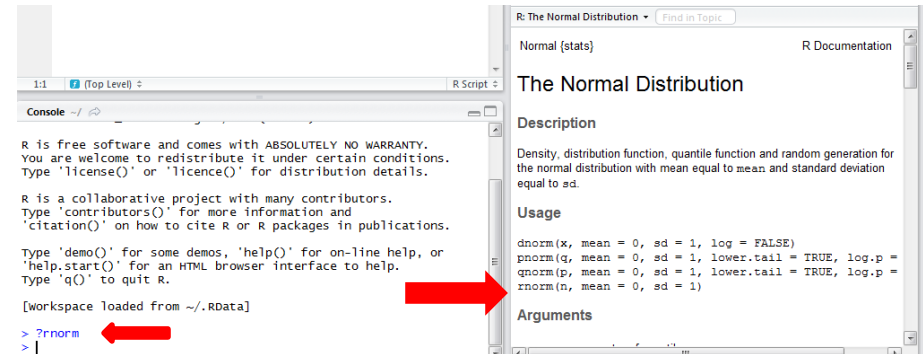 1:1 (Top Level)
R Script
Console ~/
R is free software and comes with ABSOLUTELY NO WARRANTY.
You are welcome to redistribute it under certain conditions.
Type 'license()' or 'licence()' for distribution details.
R is a collaborative project with many contributors.
Type 'contributors()' for more information and
'citation()' on how to cite R or R packages in publications.
Type 'demo()' for some demos, 'help()' for on-line help, or
'help.start()' for an HTML browser interface to help.
Type 'q()' to quit R.
[Workspace loaded from ~/.RData]
> ?rnorm
>
R: The Normal Distribution
Find in Topic
Normal {stats}
R Documentation
The Normal Distribution
Description
Density, distribution function, quantile function and random generation for
the normal distribution with mean equal to mean and standard deviation
equal to sd.
Usage
dnorm(x, mean = 0, sd = 1, log = FALSE)
pnorm(q, mean = 0, sd = 1, lower.tail = TRUE, log.p =
qnorm(p, mean = 0, sd = 1, lower.tail = TRUE, log.p =
rnorm(n, mean = 0, sd = 1)
Arguments